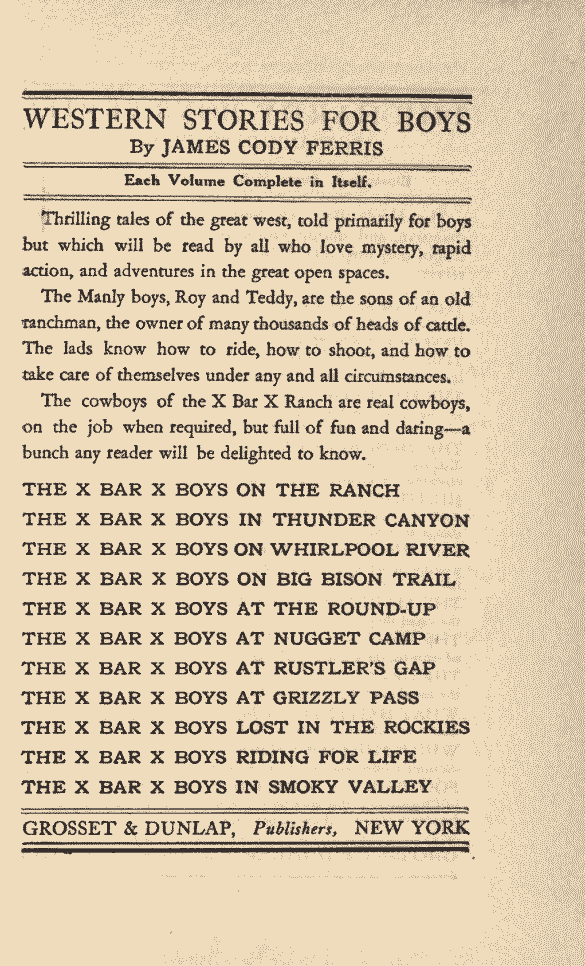 WESTERN STORIES FOR BOYS
By JAMES CODY FERRIS
Each Volume Complete in Itself.
Thrilling tales of the great west, told primarily for boys
but which will be read by all who love mystery, rapid
action, and adventures in the great open spaces.
The Manly boys, Roy and Teddy, are the sons of an old
ranchman, the owner of many thousands of heads of cattle.
The lads know how to ride, how to shoot, and how to
take care of themselves under any and all circumstances.
The cowboys of the X Bar X Ranch are real cowboys,
on the job when required, but full of fun and daring—a
bunch any reader will be delighted to know.
THE X BAR X BOYS ON THE RANCH
THE X BAR X BOYS IN THUNDER CANYON
THE X BAR X BOYS ON WHIRLPOOL RIVER
THE X BAR X BOYS ON BIG BISON TRAIL
THE X BAR X BOYS AT THE ROUND-UP
THE X BAR X BOYS AT NUGGET CAMP
THE X BAR X BOYS AT RUSTLER'S GAP
THE X BAR X BOYS AT GRIZZLY PASS
THE X BAR X BOYS LOST IN THE ROCKIES
THE X BAR X BOYS RIDING FOR LIFE
THE X BAR X BOYS IN SMOKY VALLEY
GROSSET & DUNLAP, Publishers, NEW YORK